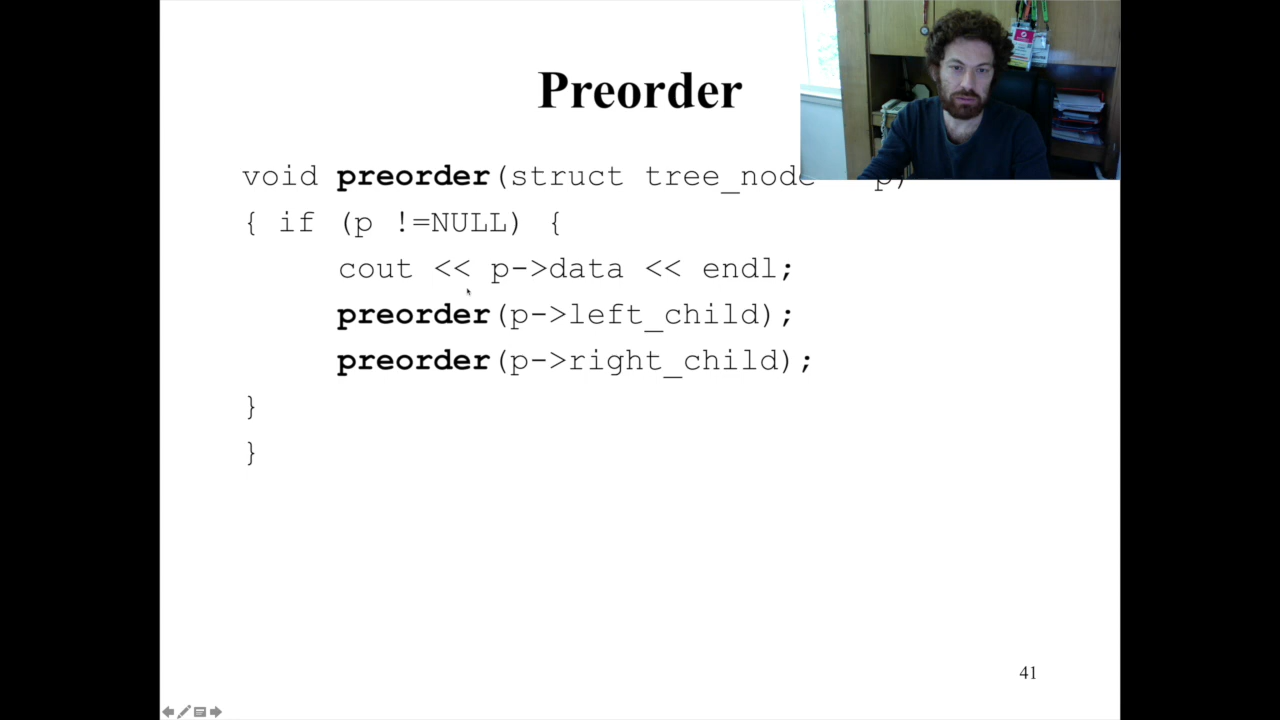 Preorder
void preorder(struct tree_node p)
{ if (p !=NULL) {
cout << p->data << endl;
preorder(p->left_child);
preorder(p->right_child);
}
}
41